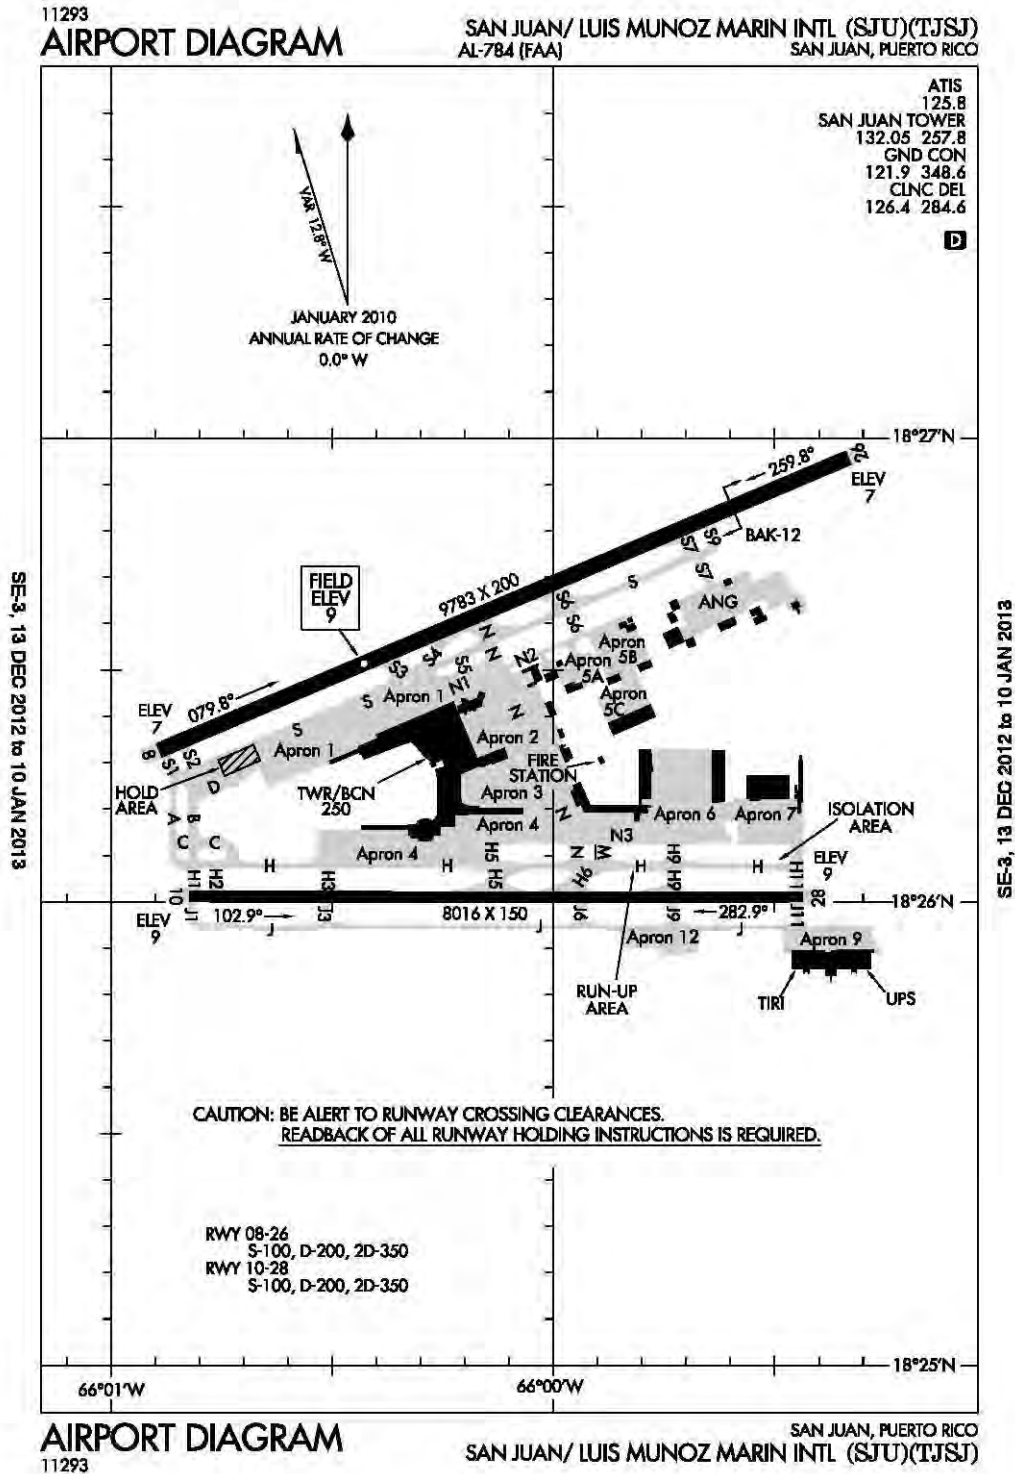 11293
AIRPORT DIAGRAM
SAN JUAN/ LUIS MUNOZ MARIN INTL (SJU)(TJSJ)
AL-784 (FAA)
SAN JUAN, PUERTO RICO
ATIS
125.8
SAN JUAN TOWER
132.05 257.8
GND CON
121.9 348.6
CLNC DEL
126.4 284.6
D
VAR 12.8° W
JANUARY 2010
ANNUAL RATE OF CHANGE
0.0° W
18°27'N
26
259.8°
ELEV
7
BAK-12
S9
S7
S7
S
ANG
FIELD
ELEV
9
9783 X 200
S6
S6
N
N
S4
S3
S5
N2
Apron
5B
Apron
5A
Apron
5C
N1
Apron 1
S
079.8°
ELEV
7
8
S1
S2
S
Apron 1
N
Apron 2
FIRE
STATION
HOLD
AREA
D
TWR/BCN
250
Apron 3
Apron 4
N
Apron 6
Apron 7
ISOLATION
AREA
A
B
C
C
Apron 4
N3
H
H
H5
N
M
H
H9
H
ELEV
9
H1
H2
H3
H5
H6
H9
H11
10
28
18°26'N
ELEV
9
J1
102.9°
J3
8016 X 150
J6
J9
282.9°
J11
J
J
J
Apron 12
Apron 9
RUN-UP
AREA
TIRI
UPS
CAUTION: BE ALERT TO RUNWAY CROSSING CLEARANCES.
READBACK OF ALL RUNWAY HOLDING INSTRUCTIONS IS REQUIRED.
RWY 08-26
S-100, D-200, 2D-350
RWY 10-28
S-100, D-200, 2D-350
18°25'N
66°01'W
66°00'W
SE-3, 13 DEC 2012 to 10 JAN 2013
SE-3, 13 DEC 2012 to 10 JAN 2013
AIRPORT DIAGRAM
11293
SAN JUAN, PUERTO RICO
SAN JUAN/ LUIS MUNOZ MARIN INTL (SJU)(TJSJ)